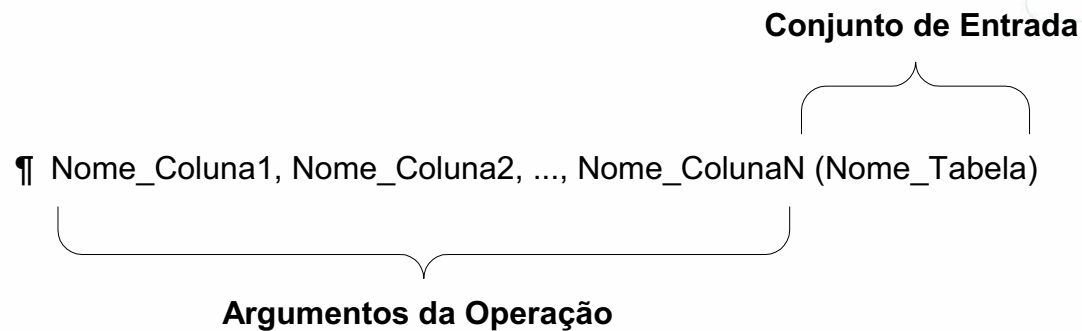 Conjunto de Entrada
¶ Nome_Coluna1, Nome_Coluna2, ..., Nome_ColunaN (Nome_Tabela)
Argumentos da Operação